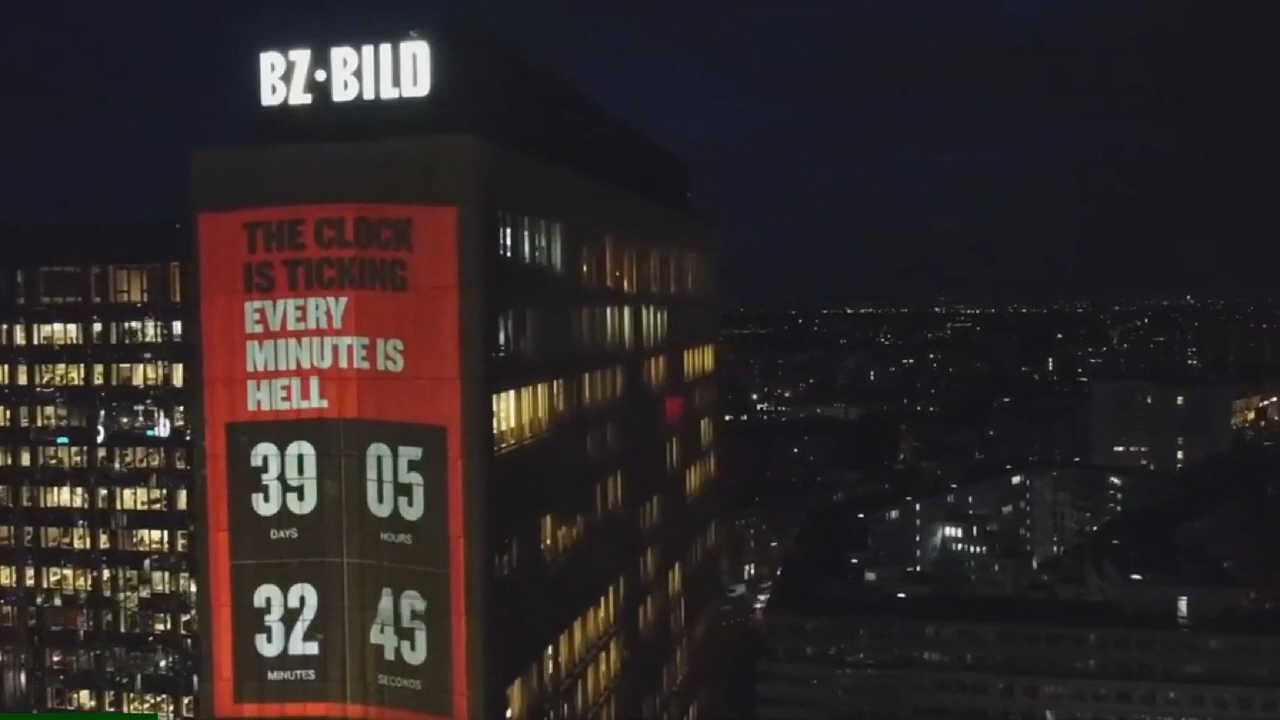 BZ•BILD
THE CLOCK
IS TICKING
EVERY
MINUTE IS
HELL
39 05
DAYS HOURS
32 45
MINUTES SECONDS